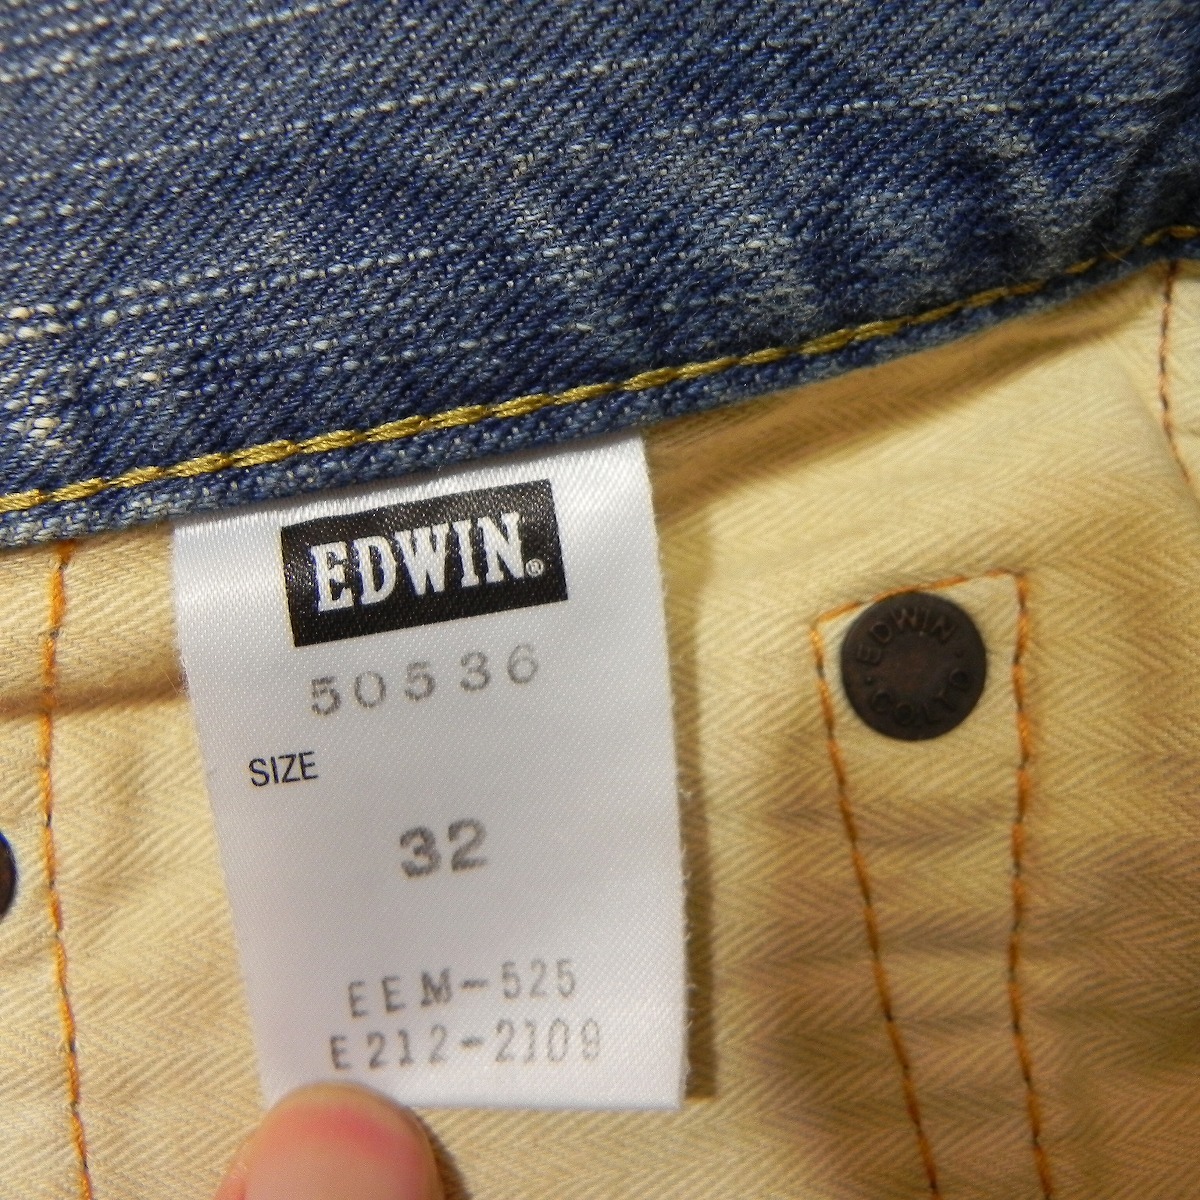 EDWIN®
50536
SIZE
32
EEM-525
E212-2109
EDWIN
CO.LTD